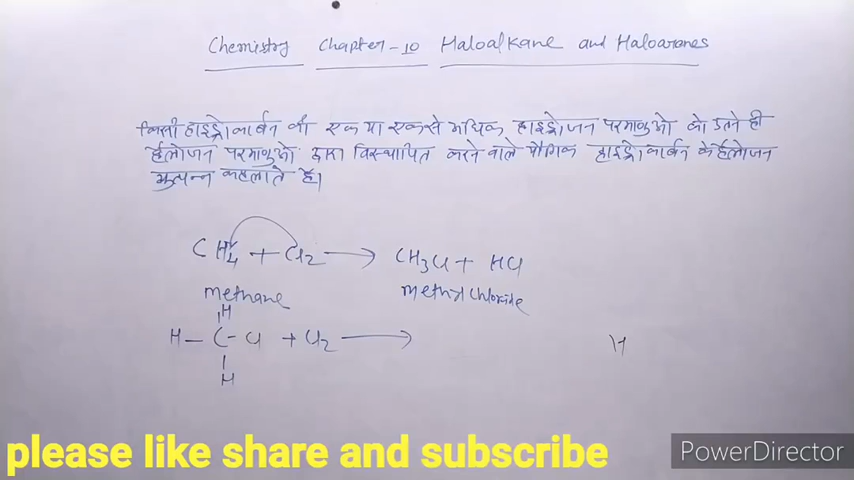 Chemistry Chapter-10 Haloalkane and Haloarenes
किसी हाइड्रोकार्बन की एक या एक से अधिक हाइड्रोजन परमाणुओ को उतने ही
हैलोजन परमाणुओ द्वारा विस्थापित करने वाले यौगिक हाइड्रोकार्बन के हैलोजन
व्युत्पन्न कहलाते है।
CH4 + Cl2 → CH3Cl + HCl
methane methyl chloride
H
H - C - Cl + Cl2 → H
H
please like share and subscribe
PowerDirector